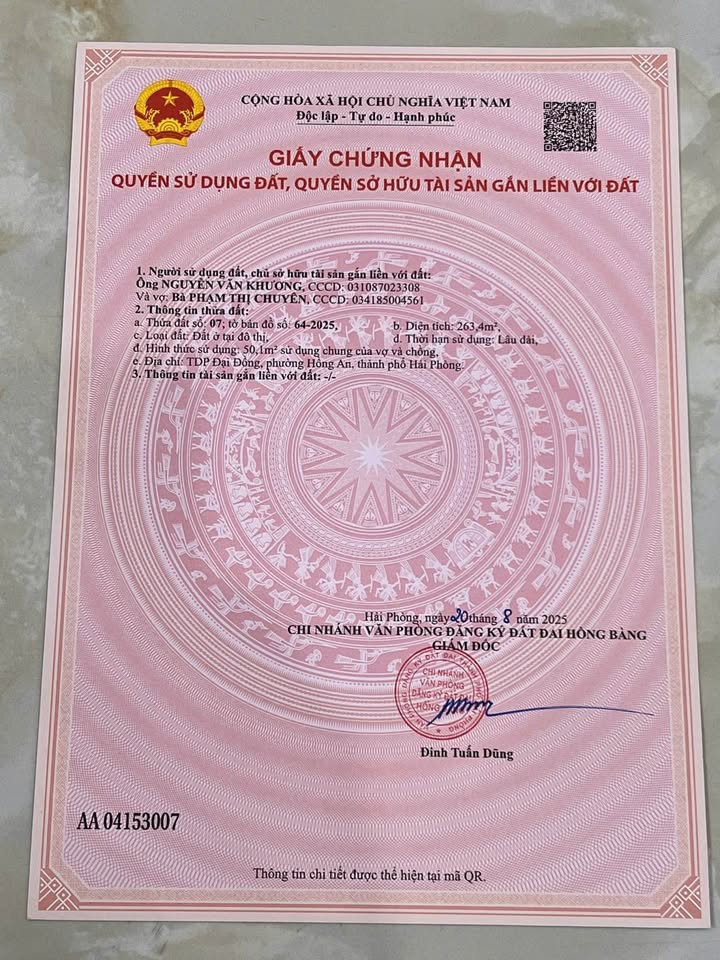 CỘNG HÒA XÃ HỘI CHỦ NGHĨA VIỆT NAM
Độc lập - Tự do - Hạnh phúc
GIẤY CHỨNG NHẬN
QUYỀN SỬ DỤNG ĐẤT, QUYỀN SỞ HỮU TÀI SẢN GẮN LIỀN VỚI ĐẤT
1. Người sử dụng đất, chủ sở hữu tài sản gắn liền với đất:
Ông NGUYỄN VĂN KHƯƠNG, CCCD: 031087023308
Và vợ: Bà PHẠM THỊ CHUYÊN, CCCD: 034185004561
2. Thông tin thửa đất:
a. Thửa đất số: 07; tờ bản đồ số: 64-2025, b. Diện tích: 263,4m²,
c. Loại đất: Đất ở tại đô thị, d. Thời hạn sử dụng: Lâu dài,
đ. Hình thức sử dụng: 50,1m² sử dụng chung của vợ và chồng,
e. Địa chỉ: TDP Đại Đồng, phường Hồng An, thành phố Hải Phòng.
3. Thông tin tài sản gắn liền với đất: -/-
Hải Phòng, ngày 20 tháng 8 năm 2025
CHI NHÁNH VĂN PHÒNG ĐĂNG KÝ ĐẤT ĐAI HỒNG BÀNG
GIÁM ĐỐC
CHI NHÁNH
VĂN PHÒNG
ĐĂNG KÝ ĐẤT
HỒNG
Đinh Tuấn Dũng
AA 04153007
Thông tin chi tiết được thể hiện tại mã QR.